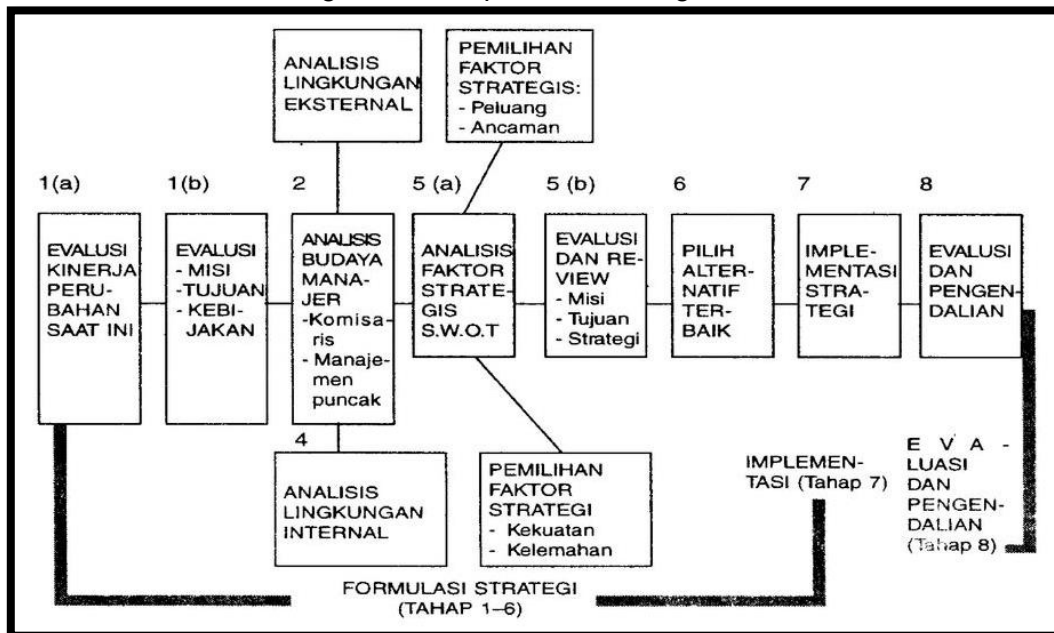 ANALISIS
LINGKUNGAN
EKSTERNAL
PEMILIHAN
FAKTOR
STRATEGIS:
- Peluang
- Ancaman
1(a)
EVALUSI
KINERJA
PERU-
BAHAN
SAAT INI
1(b)
EVALUSI
- MISI
-TUJUAN
- KEBI-
JAKAN
2
ANALISIS
BUDAYA
MANA-
JER
-Komisa-
ris
- Manaje-
men
puncak
5 (a)
ANALISIS
FAKTOR
STRATE-
GIS
S.W.O.T
5 (b)
EVALUSI
DAN RE-
VIEW
- Misi
- Tujuan
- Strategi
6
PILIH
ALTER-
NATIF
TER-
BAIK
7
IMPLE-
MENTASI
STRA-
TEGI
8
EVALUSI
DAN
PENGEN-
DALIAN
4
ANALISIS
LINGKUNGAN
INTERNAL
PEMILIHAN
FAKTOR
STRATEGI
- Kekuatan
- Kelemahan
IMPLEMEN-
TASI (Tahap 7)
E V A -
LUASI
DAN
PENGEN-
DALIAN
(Tahap 8)
FORMULASI STRATEGI
(TAHAP 1–6)